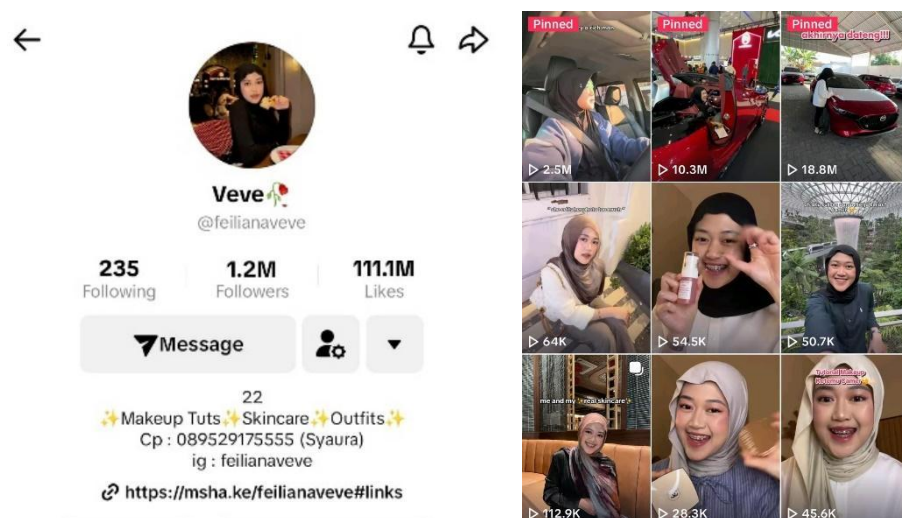 Veve🥀
@feilianaveve
235 1.2M 111.1M
Following Followers Likes
Message
22
✨Makeup Tuts✨Skincare✨Outfits✨
Cp : 089529175555 (Syaura)
ig : feilianaveve
https://msha.ke/feilianaveve#links
Pinned Pinned Pinned
akhirnya dateng!!!
2.5M 10.3M 18.8M
64K 54.5K 50.7K
me and my ✨real skincare✨
Tutorial Makeup
112.9K 28.3K 45.6K